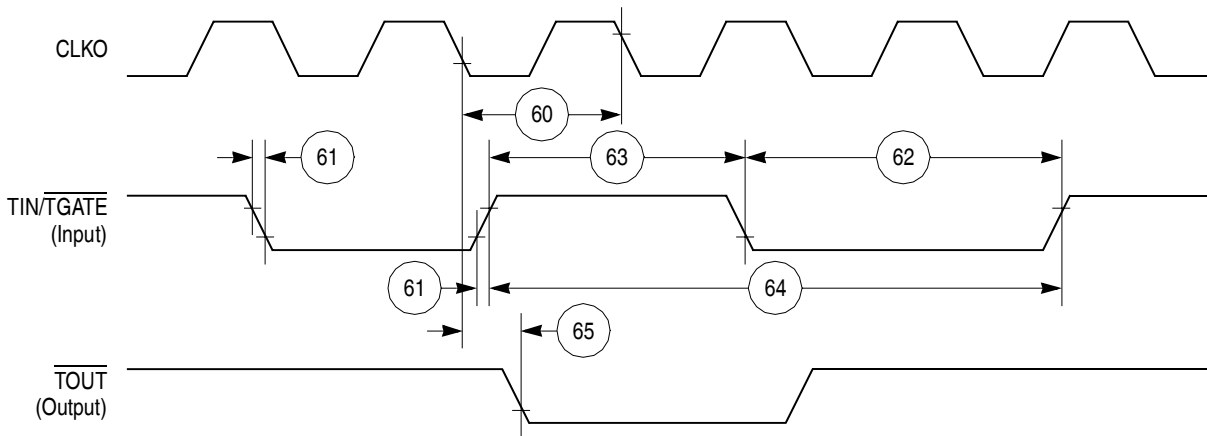 CLKO
60
61
63
62
TIN/TGATE
(Input)
61
64
65
TOUT
(Output)